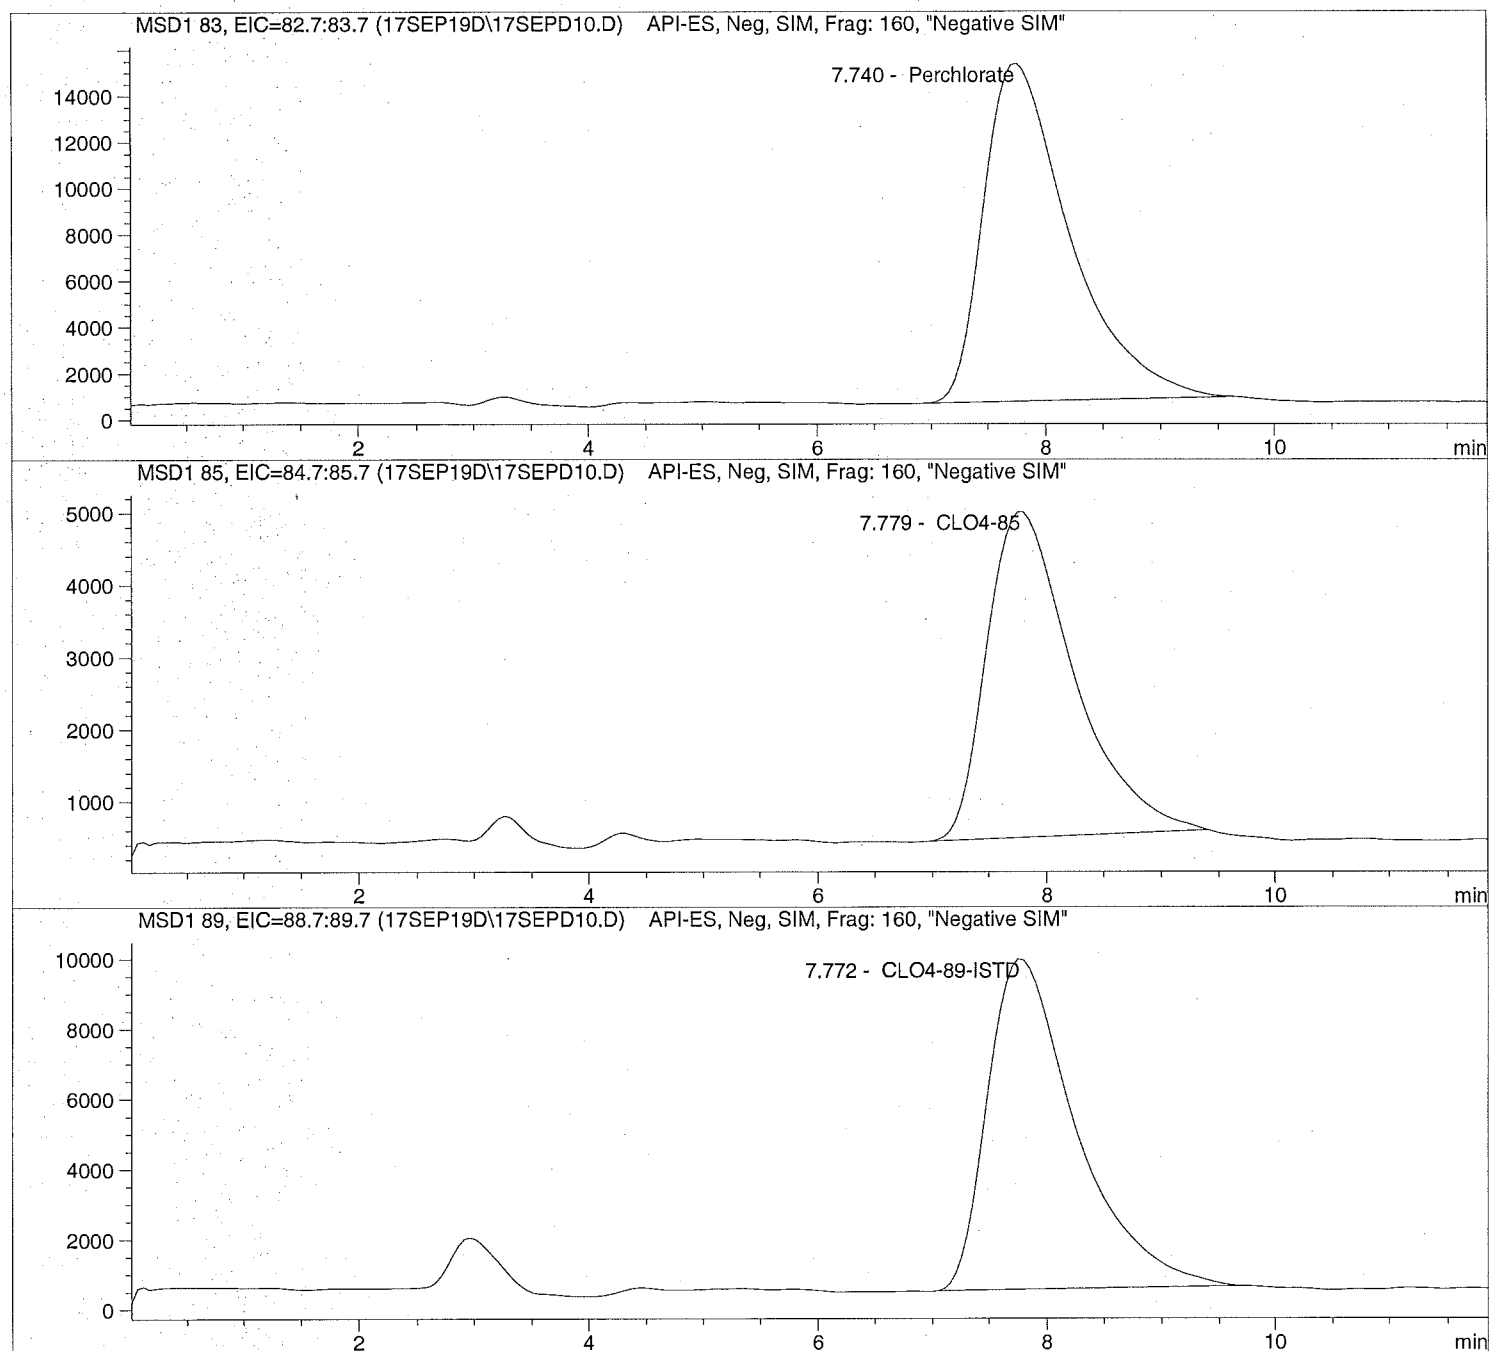 MSD1 83, EIC=82.7:83.7 (17SEP19D\17SEPD10.D) API-ES, Neg, SIM, Frag: 160, "Negative SIM"
7.740 - Perchlorate
14000
12000
10000
8000
6000
4000
2000
0
2 4 6 8 10 min
MSD1 85, EIC=84.7:85.7 (17SEP19D\17SEPD10.D) API-ES, Neg, SIM, Frag: 160, "Negative SIM"
5000
7.779 - CLO4-85
4000
3000
2000
1000
2 4 6 8 10 min
MSD1 89, EIC=88.7:89.7 (17SEP19D\17SEPD10.D) API-ES, Neg, SIM, Frag: 160, "Negative SIM"
10000
7.772 - CLO4-89-ISTD
8000
6000
4000
2000
0
2 4 6 8 10 min